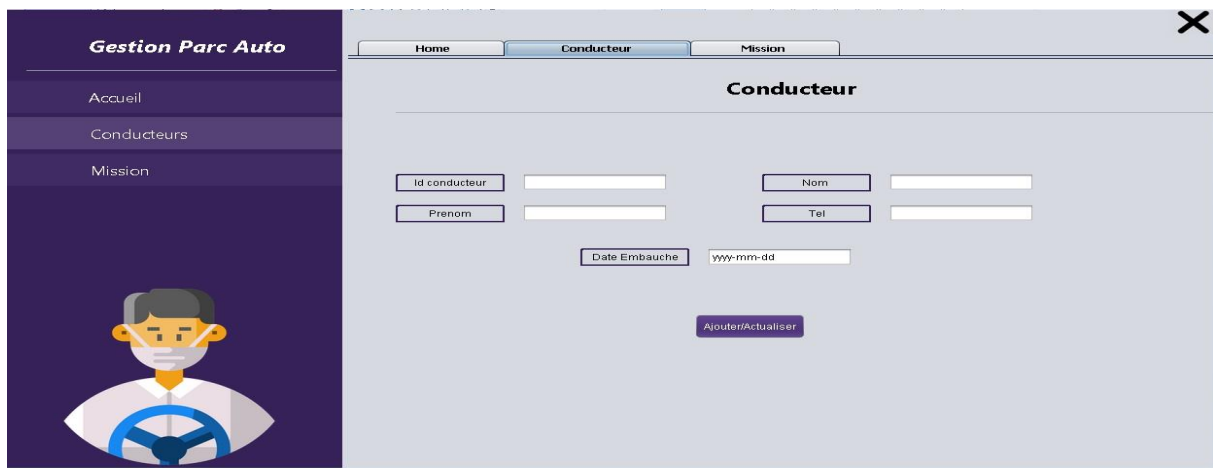 Gestion Parc Auto
Accueil
Conducteurs
Mission
Home Conducteur Mission
Conducteur
Id conducteur Nom
Prenom Tel
Date Embauche yyyy-mm-dd
Ajouter/Actualiser